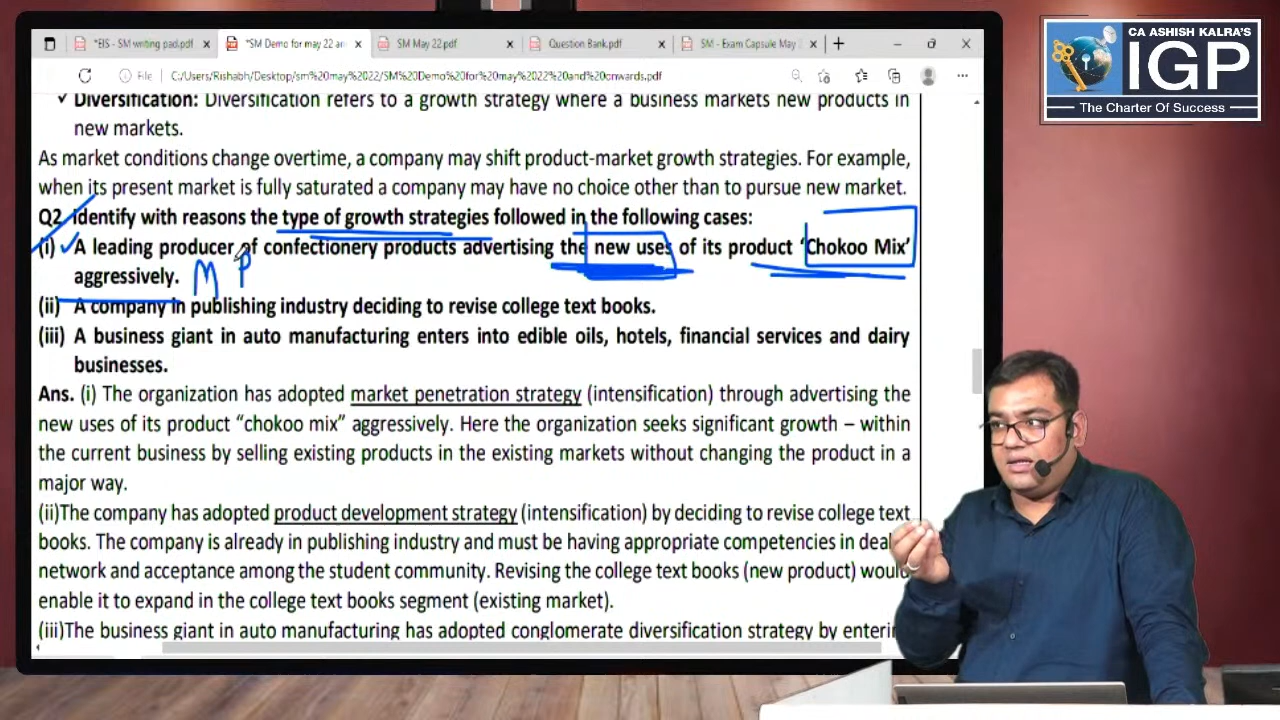 CA ASHISH KALRA'S
IGP
The Charter Of Success
*EIS - SM writing pad.pdf
*SM Demo for may 22 an
SM May 22.pdf
Question Bank.pdf
SM - Exam Capsule May
File
C:/Users/Rishabh/Desktop/sm%20may%2022/SM%20Demo%20for%20may%2022%20and%20onwards.pdf
✓ Diversification: Diversification refers to a growth strategy where a business markets new products in
new markets.
As market conditions change overtime, a company may shift product-market growth strategies. For example,
when its present market is fully saturated a company may have no choice other than to pursue new market.
Q2. Identify with reasons the type of growth strategies followed in the following cases:
(i) A leading producer of confectionery products advertising the new uses of its product ‘Chokoo Mix’
aggressively.
M P
(ii) A company in publishing industry deciding to revise college text books.
(iii) A business giant in auto manufacturing enters into edible oils, hotels, financial services and dairy
businesses.
Ans. (i) The organization has adopted market penetration strategy (intensification) through advertising the
new uses of its product “chokoo mix” aggressively. Here the organization seeks significant growth – within
the current business by selling existing products in the existing markets without changing the product in a
major way.
(ii)The company has adopted product development strategy (intensification) by deciding to revise college text
books. The company is already in publishing industry and must be having appropriate competencies in deal
network and acceptance among the student community. Revising the college text books (new product) would
enable it to expand in the college text books segment (existing market).
(iii)The business giant in auto manufacturing has adopted conglomerate diversification strategy by enterin